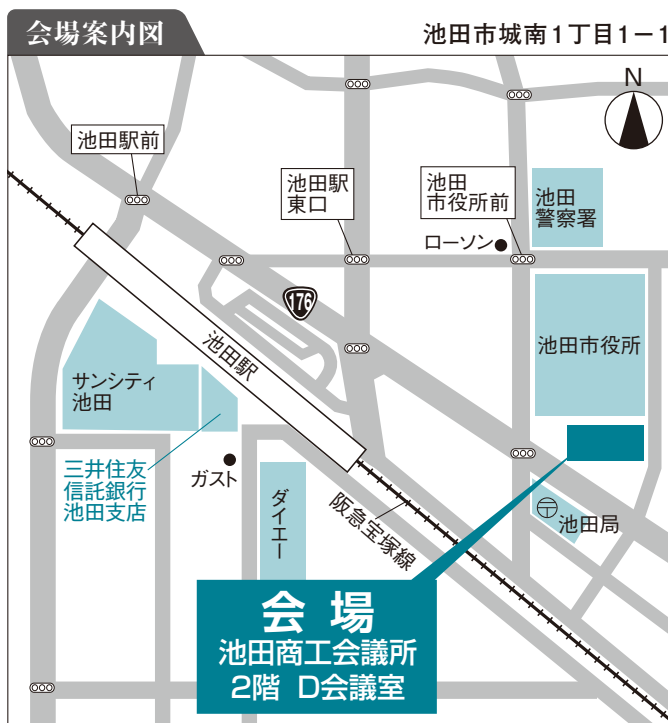 会場案内図
池田市城南1丁目1－1
N
池田駅前
池田駅
東口
池田
市役所前
池田
警察署
ローソン
176
池田駅
池田市役所
サンシティ
池田
三井住友
信託銀行
池田支店
ガスト
ダイエー
阪急宝塚線
〒
池田局
会場
池田商工会議所
2階 D会議室